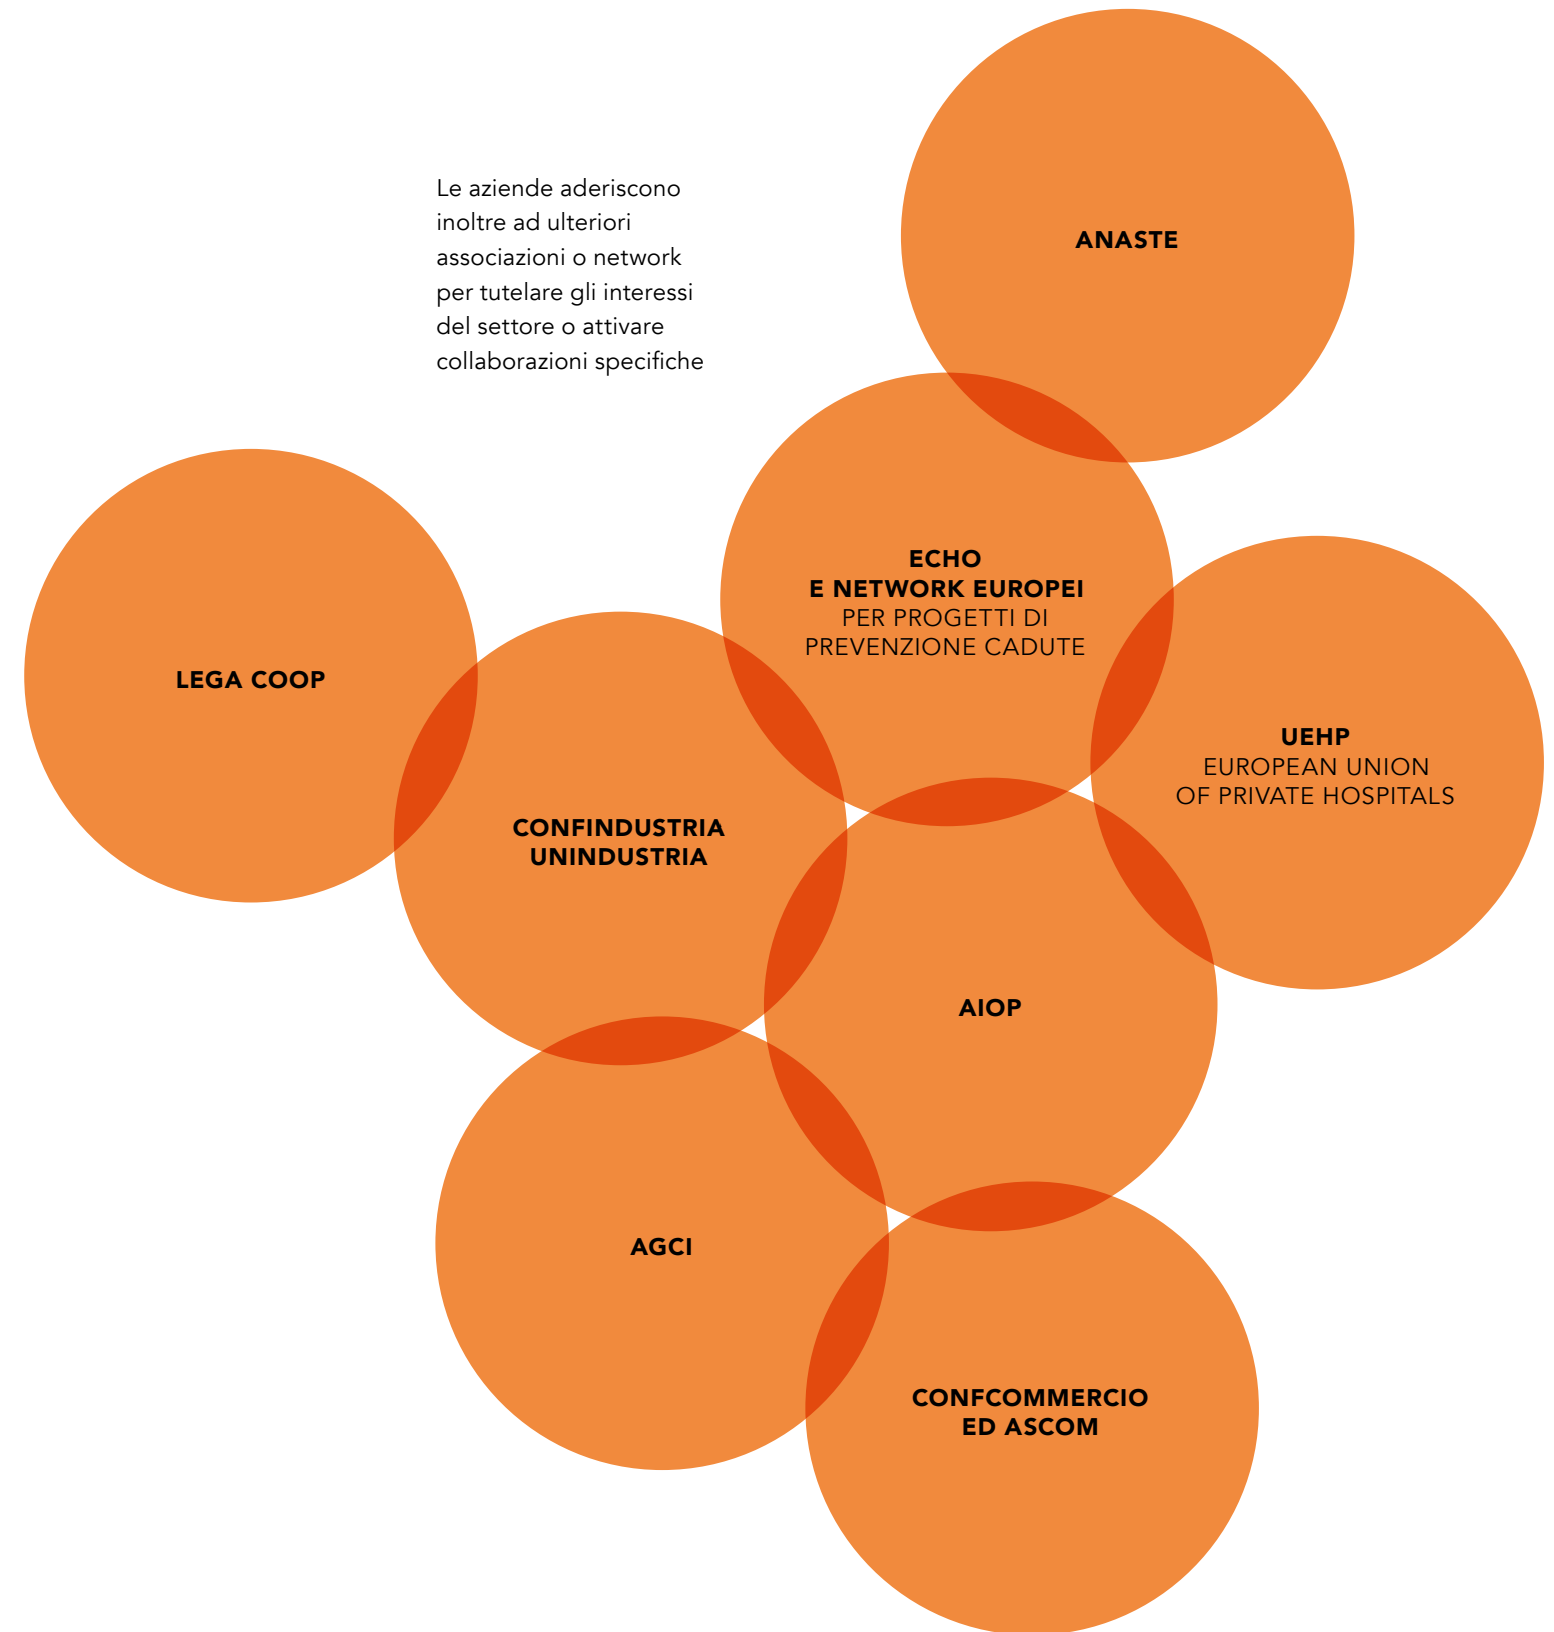 Le aziende aderiscono
inoltre ad ulteriori
associazioni o network
per tutelare gli interessi
del settore o attivare
collaborazioni specifiche
ANASTE
ECHO
E NETWORK EUROPEI
PER PROGETTI DI
PREVENZIONE CADUTE
LEGA COOP
UEHP
EUROPEAN UNION
OF PRIVATE HOSPITALS
CONFINDUSTRIA
UNINDUSTRIA
AIOP
AGCI
CONFCOMMERCIO
ED ASCOM